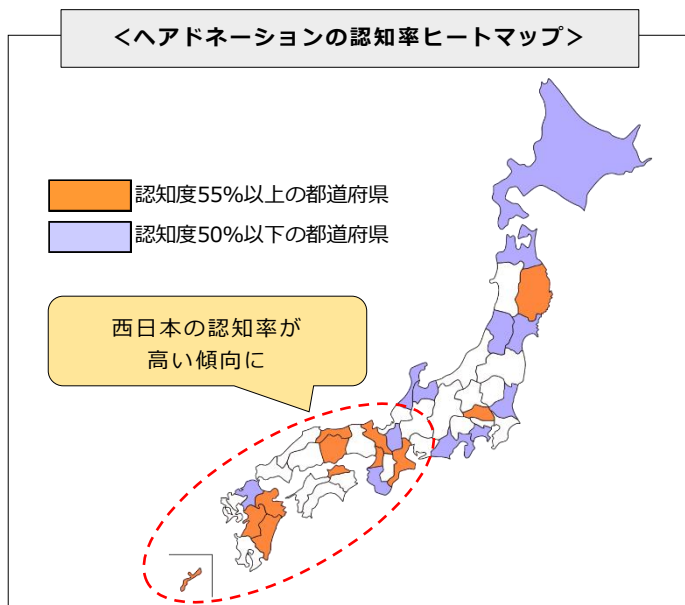 <ヘアドネーションの認知率ヒートマップ>
認知度55%以上の都道府県
認知度50%以下の都道府県
西日本の認知率が
高い傾向に